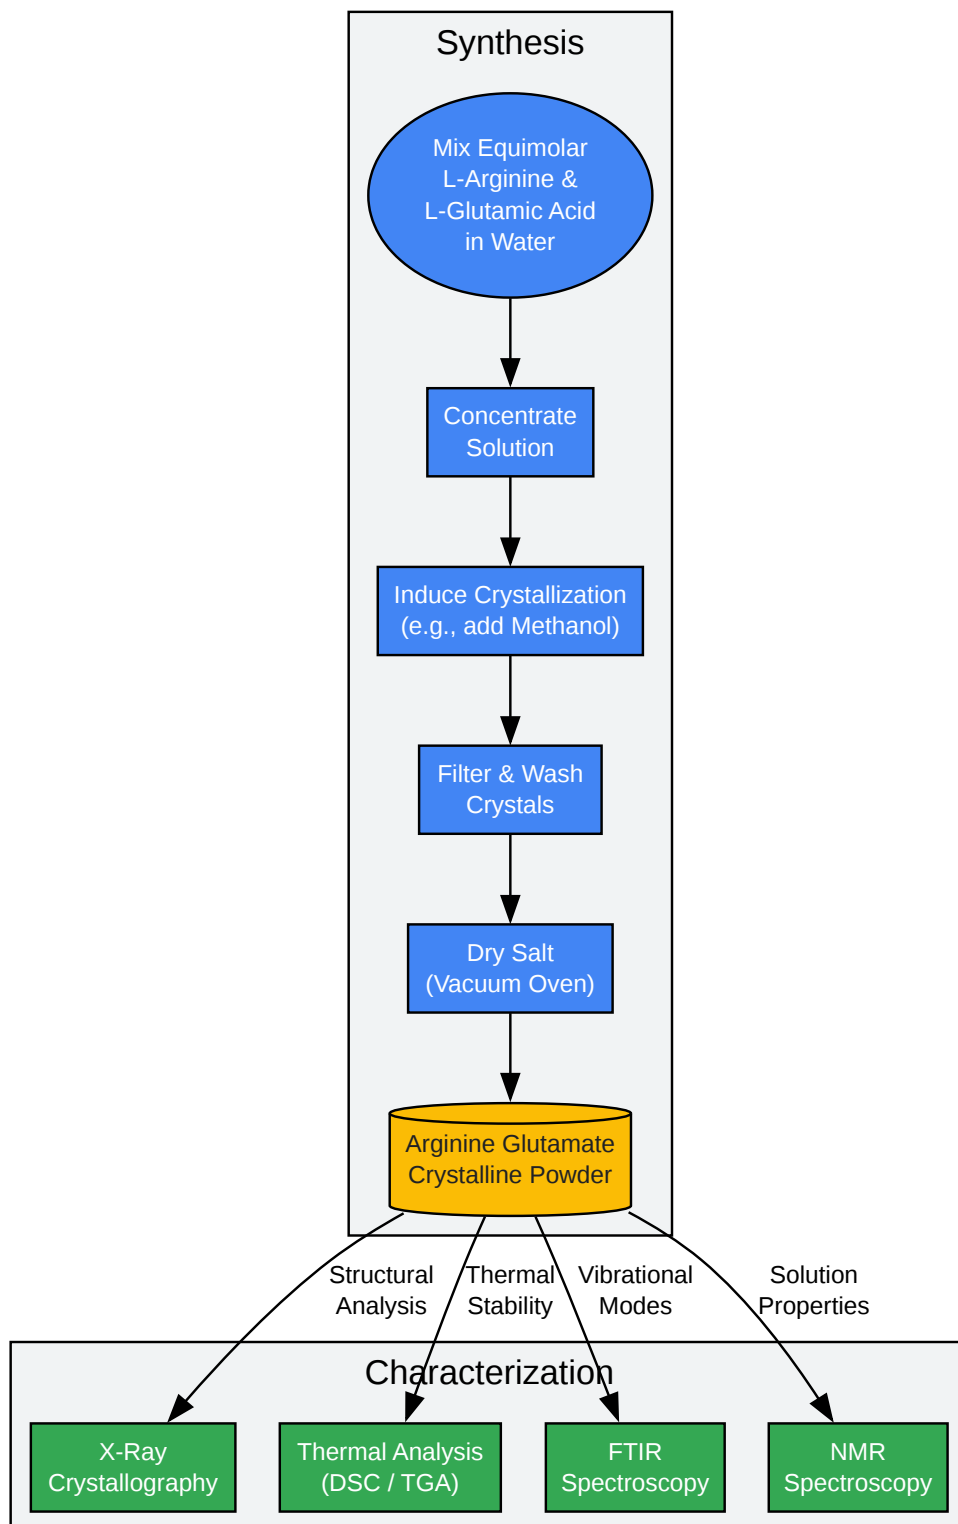 Synthesis
Mix Equimolar
L-Arginine &
L-Glutamic Acid
in Water
Concentrate
Solution
Induce Crystallization
(e.g., add Methanol)
Filter & Wash
Crystals
Dry Salt
(Vacuum Oven)
Arginine Glutamate
Crystalline Powder
Structural
Analysis
Thermal
Stability
Vibrational
Modes
Solution
Properties
Characterization
X-Ray
Crystallography
Thermal Analysis
(DSC / TGA)
FTIR
Spectroscopy
NMR
Spectroscopy